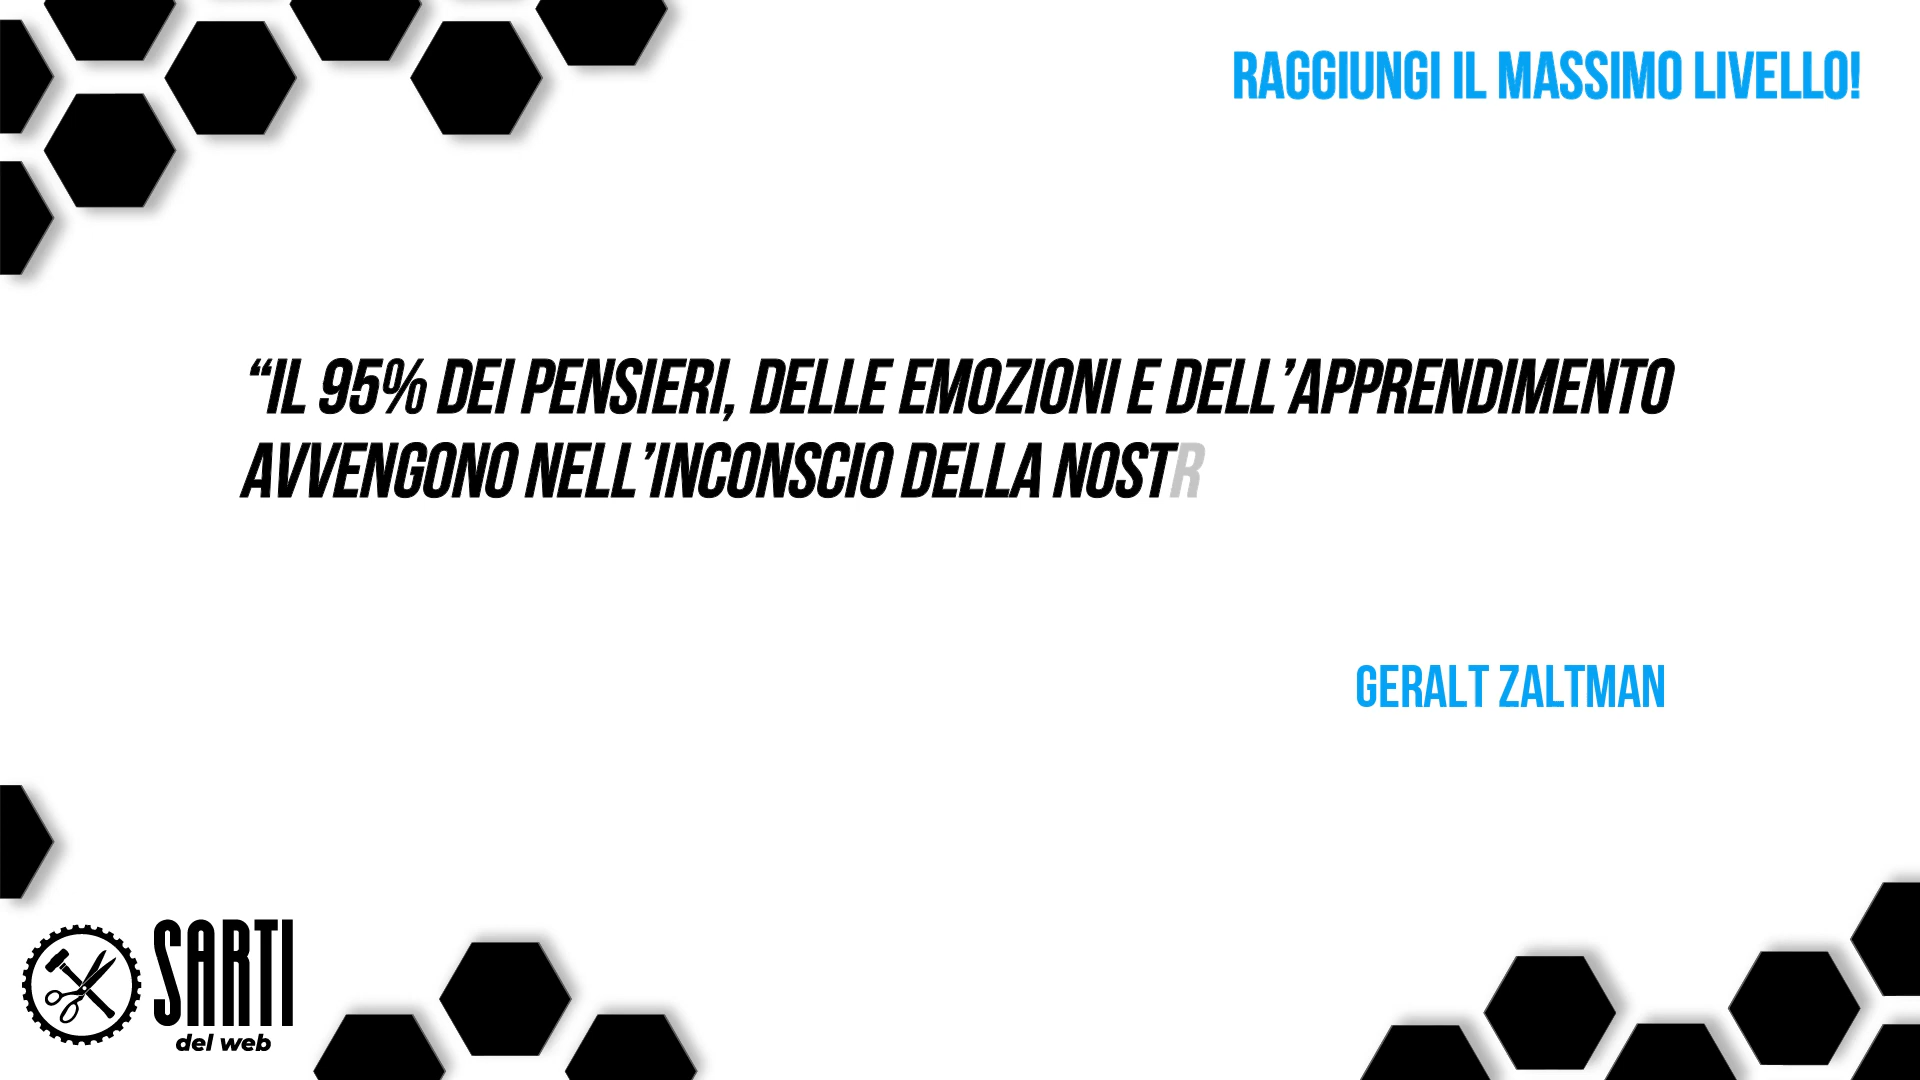 RAGGIUNGI IL MASSIMO LIVELLO!
“IL 95% DEI PENSIERI, DELLE EMOZIONI E DELL’APPRENDIMENTO
AVVENGONO NELL’INCONSCIO DELLA NOSTR
GERALT ZALTMAN
SARTI
del web